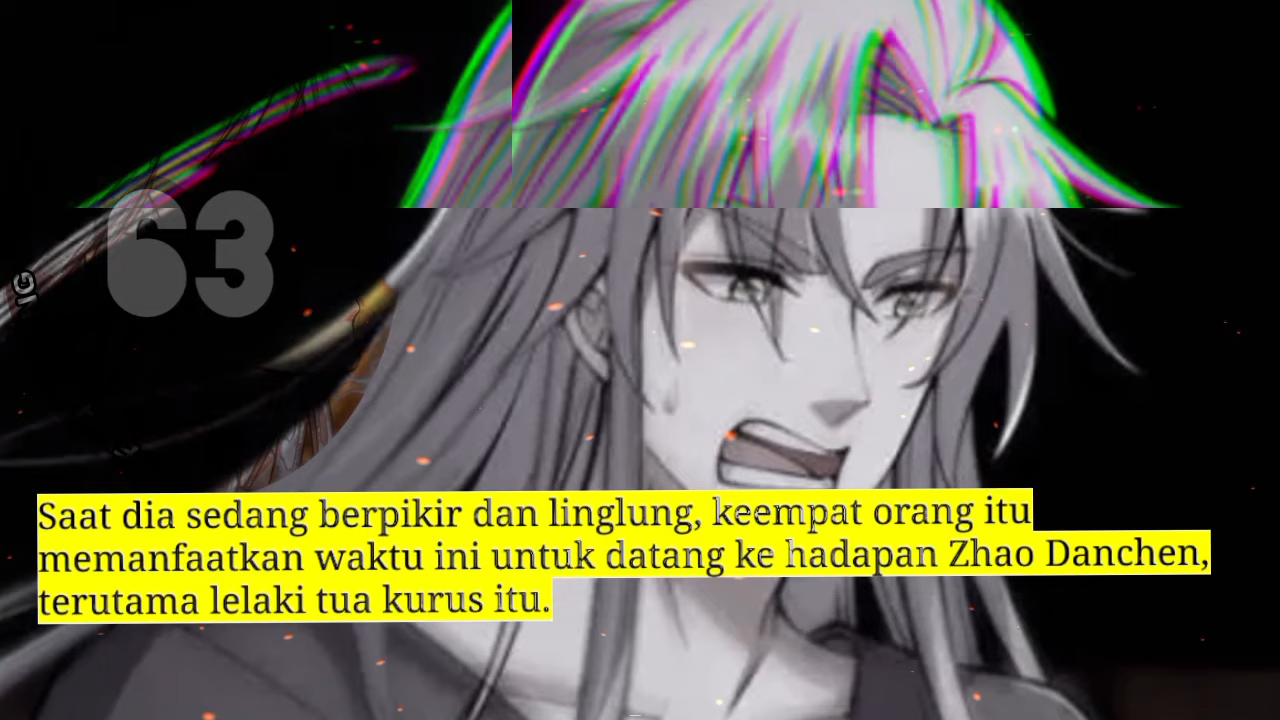 63
Saat dia sedang berpikir dan linglung, keempat orang itu
memanfaatkan waktu ini untuk datang ke hadapan Zhao Danchen,
terutama lelaki tua kurus itu.